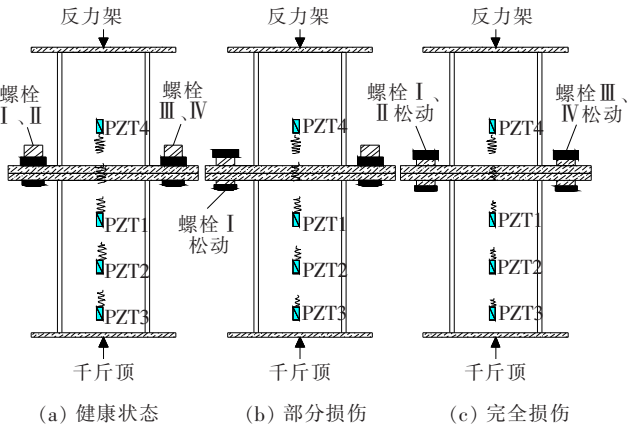 反力架
反力架
反力架
螺栓
Ⅰ、Ⅱ
螺栓
Ⅲ、Ⅳ
螺栓Ⅰ、
Ⅱ松动
螺栓Ⅲ、
Ⅳ松动
PZT4
PZT4
PZT4
螺栓Ⅰ
松动
PZT1
PZT1
PZT1
PZT2
PZT2
PZT2
PZT3
PZT3
PZT3
千斤顶
千斤顶
千斤顶
(a) 健康状态
(b) 部分损伤
(c) 完全损伤